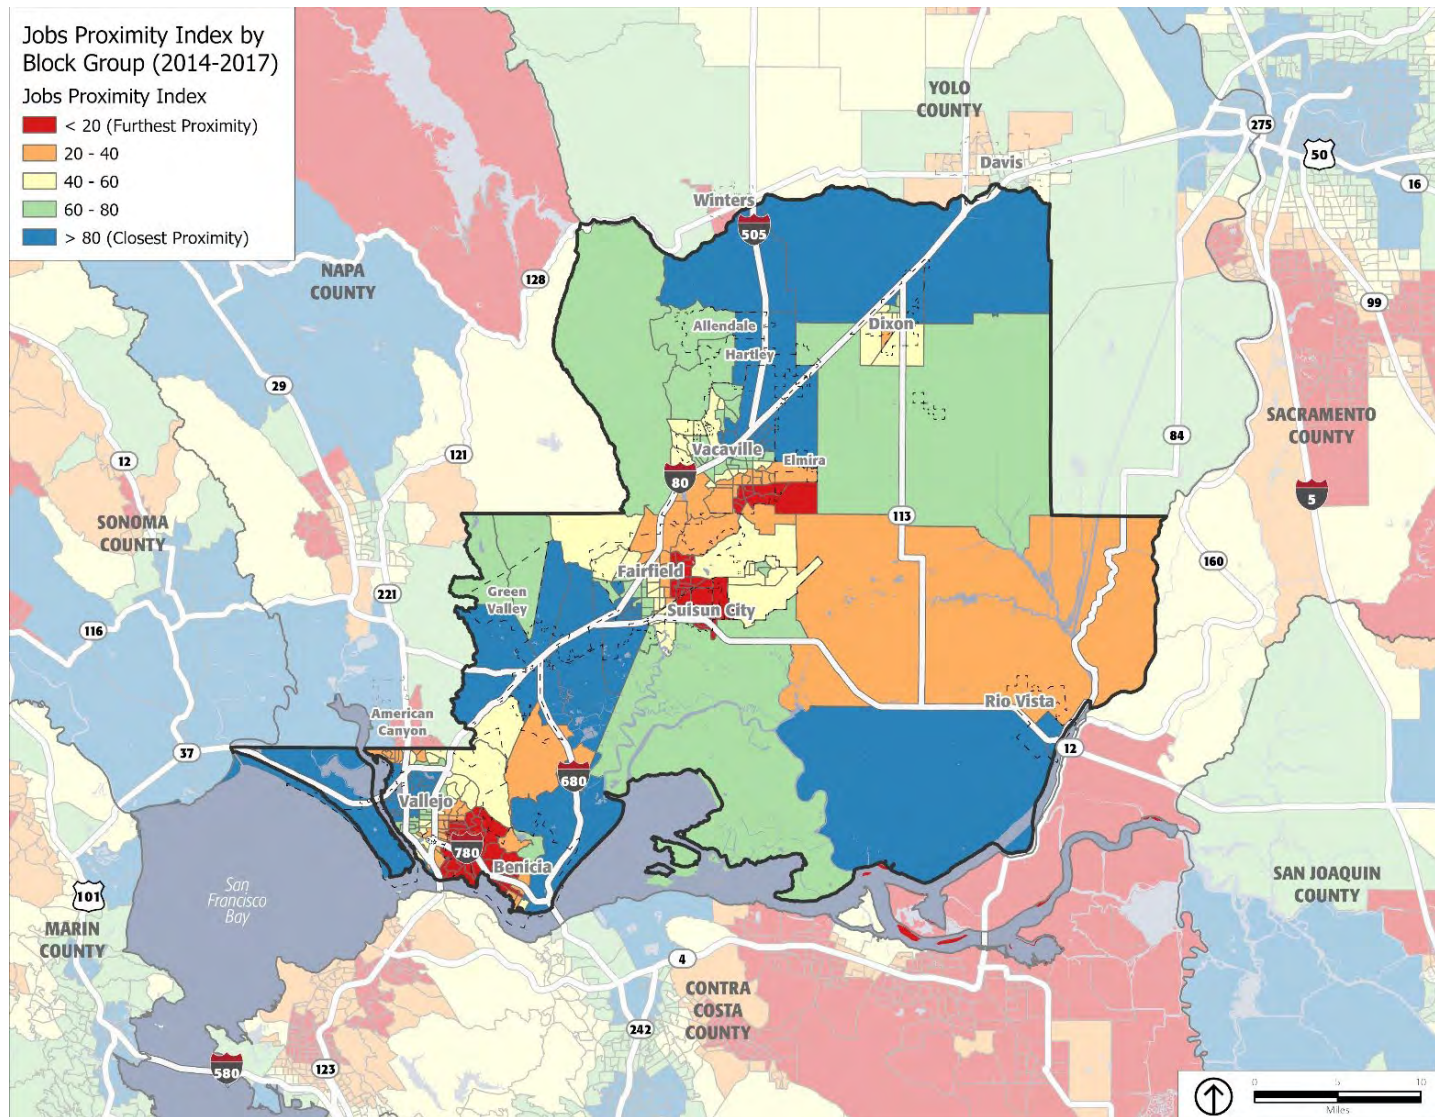 Jobs Proximity Index by
Block Group (2014-2017)
Jobs Proximity Index
< 20 (Furthest Proximity)
20 - 40
40 - 60
60 - 80
> 80 (Closest Proximity)
YOLO
COUNTY
275
50
16
Davis
Winters
505
NAPA
COUNTY
128
99
Allendale
Dixon
Hartley
29
SACRAMENTO
COUNTY
84
12
121
Vacaville
Elmira
80
5
SONOMA
COUNTY
113
160
Fairfield
221
Green
Valley
Suisun City
116
Rio Vista
American
Canyon
37
12
680
Vallejo
780
Benicia
San
Francisco
Bay
101
SAN JOAQUIN
COUNTY
MARIN
COUNTY
4
CONTRA
COSTA
COUNTY
242
580
123
0
5
10
Miles